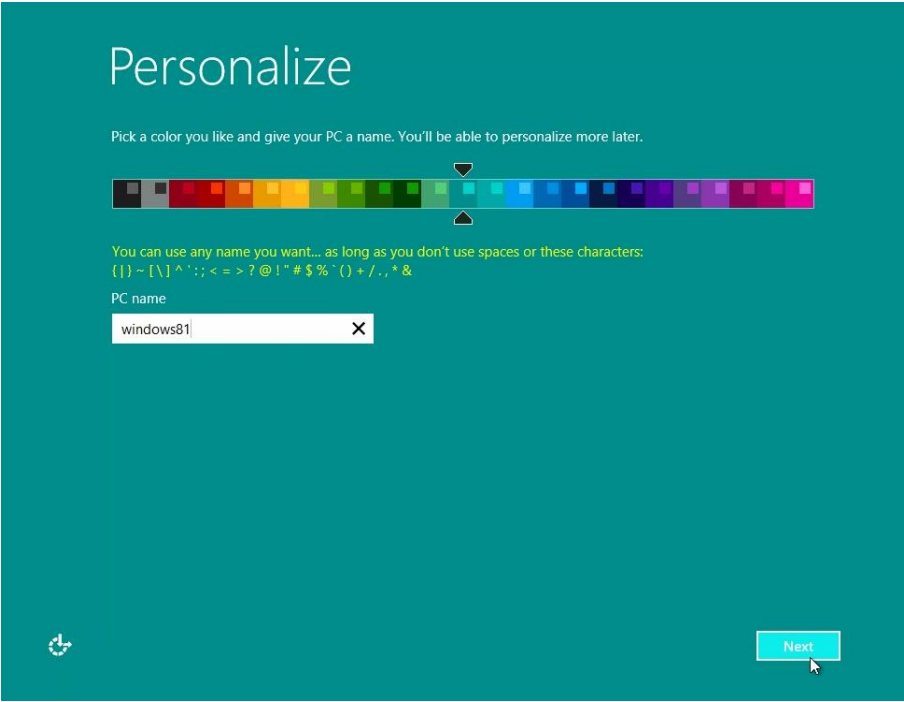 Personalize
Pick a color you like and give your PC a name. You'll be able to personalize more later.
You can use any name you want... as long as you don't use spaces or these characters:
{ | } ~ [ \ ] ^ ' : ; < = > ? @ ! " # $ % ` ( ) + / . , * &
PC name
windows81
Next